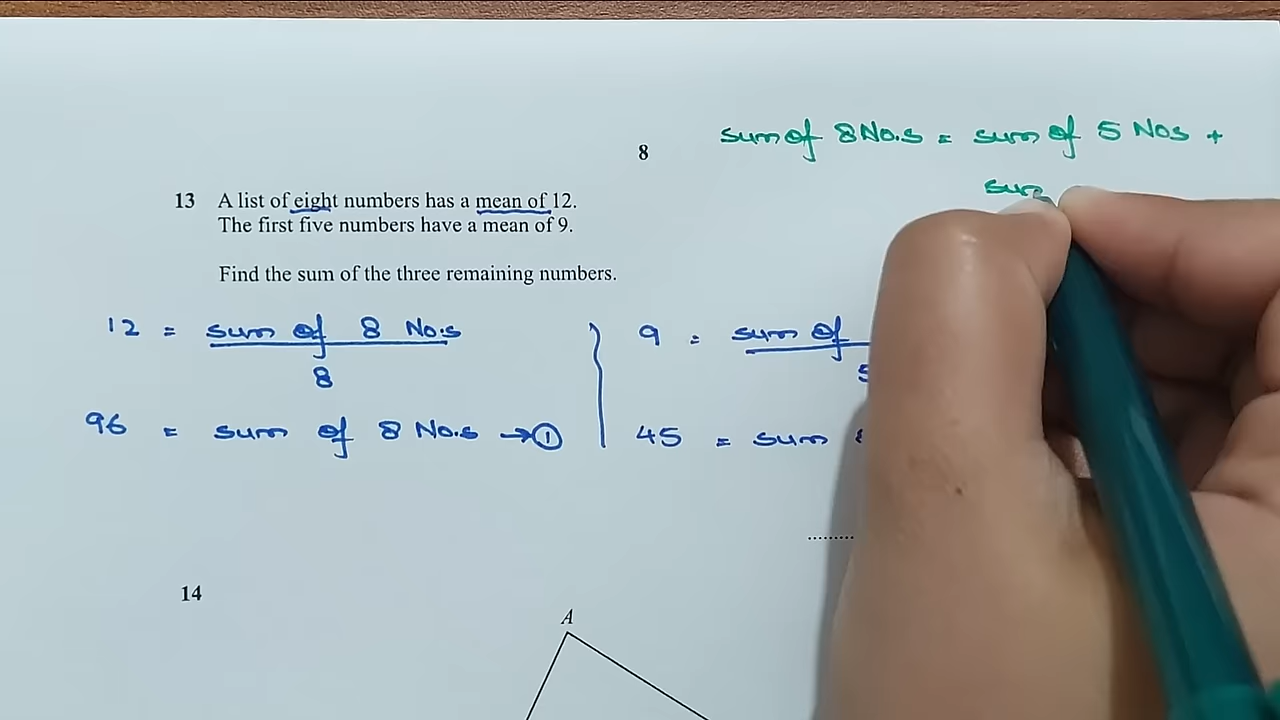 sum of 8 No.s = sum of 5 Nos +
sum
8
13 A list of eight numbers has a mean of 12.
The first five numbers have a mean of 9.
Find the sum of the three remaining numbers.
12 = sum of 8 No.s
8
9 = sum of
5
96 = sum of 8 No.s → ①
45 = sum
14
A